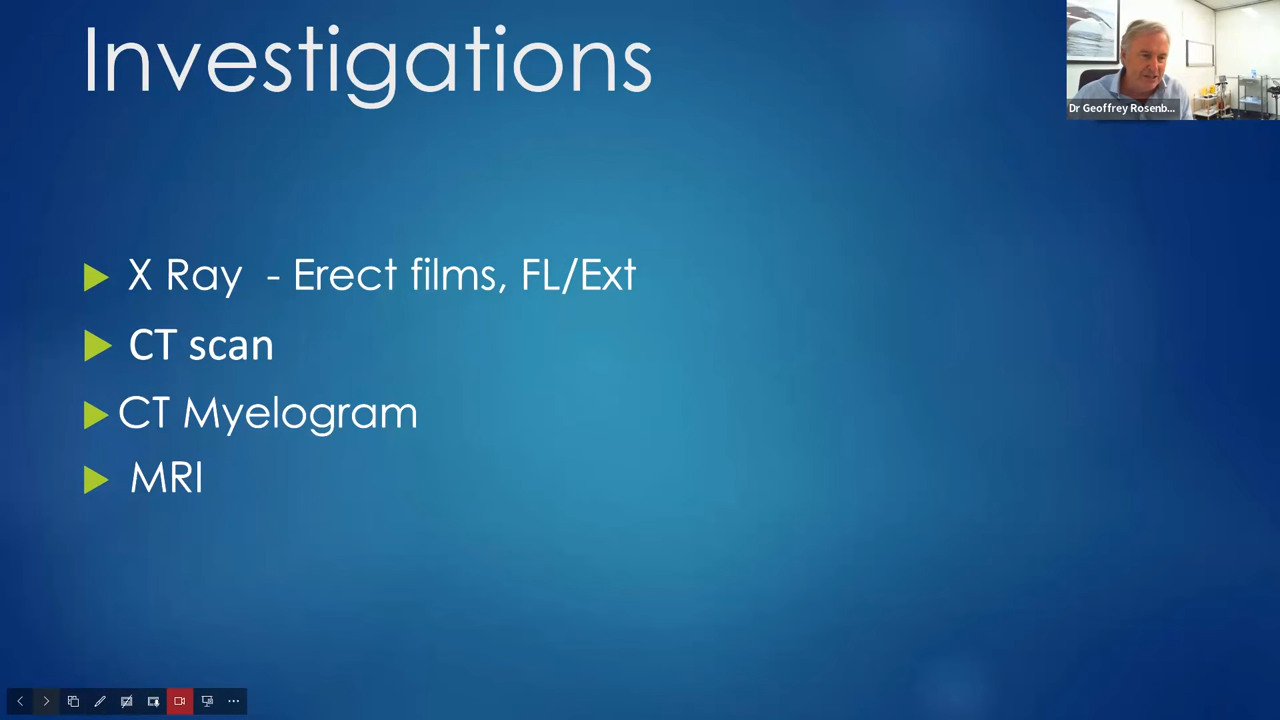 Investigations
Dr Geoffrey Rosenb...
X Ray - Erect films, FL/Ext
CT scan
CT Myelogram
MRI